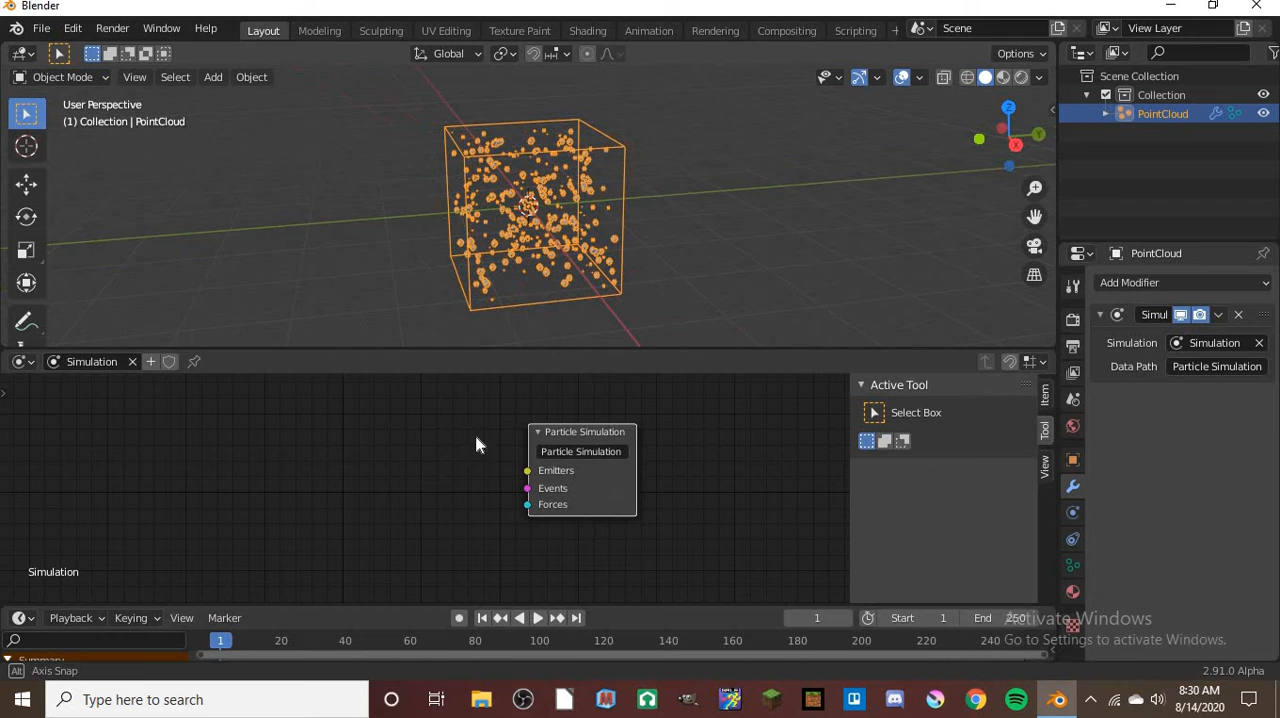 Blender
File Edit Render Window Help Layout Modeling Sculpting UV Editing Texture Paint Shading Animation Rendering Compositing Scripting + Scene View Layer
Global Options
Object Mode View Select Add Object
User Perspective
(1) Collection | PointCloud
Z Y X
Scene Collection
Collection
PointCloud
PointCloud
Add Modifier
Simul
Simulation Simulation
Data Path Particle Simulation
Simulation
Active Tool
Select Box
Item
Tool
View
Particle Simulation
Particle Simulation
Emitters
Events
Forces
Simulation
Playback Keying View Marker 1 Start 1 End 250
1 20 40 60 80 100 120 140 160 180 200 220 240
Summary
Activate Windows
Go to Settings to activate Windows.
Alt Axis Snap 2.91.0 Alpha
Type here to search
8:30 AM
8/14/2020